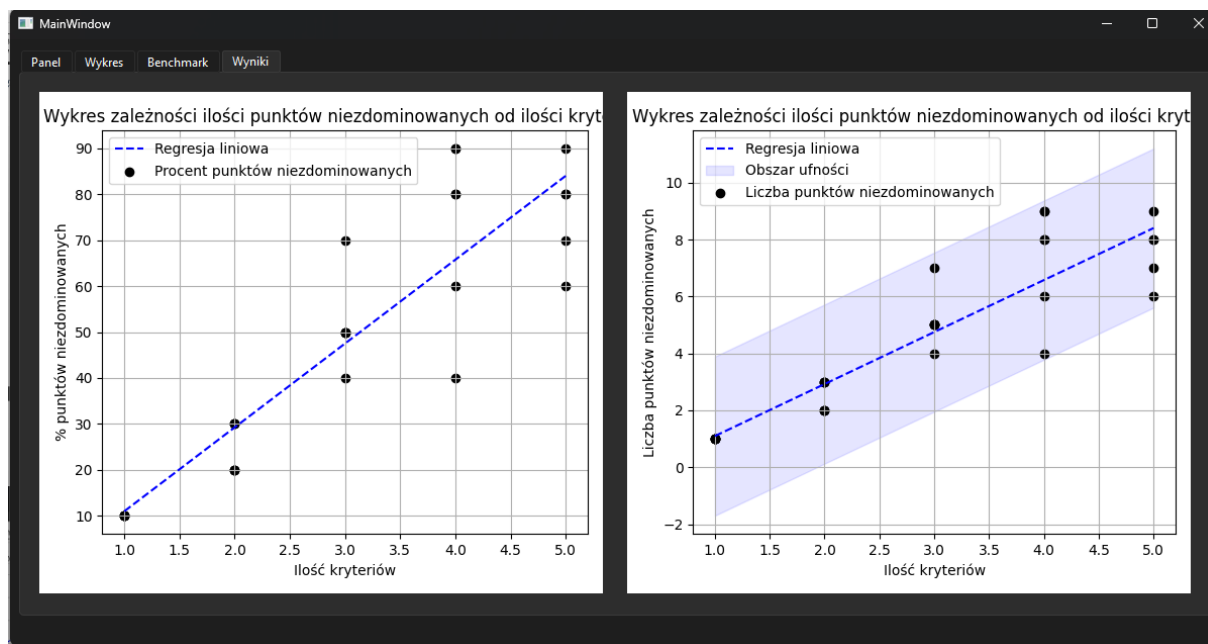 MainWindow
Panel Wykres Benchmark Wyniki
Wykres zależności ilości punktów niezdominowanych od ilości kryte
Regresja liniowa
Procent punktów niezdominowanych
% punktów niezdominowanych
90
80
70
60
50
40
30
20
10
1.0 1.5 2.0 2.5 3.0 3.5 4.0 4.5 5.0
Ilość kryteriów
Wykres zależności ilości punktów niezdominowanych od ilości kryt
Regresja liniowa
Obszar ufności
Liczba punktów niezdominowanych
Liczba punktów niezdominowanych
10
8
6
4
2
0
−2
1.0 1.5 2.0 2.5 3.0 3.5 4.0 4.5 5.0
Ilość kryteriów